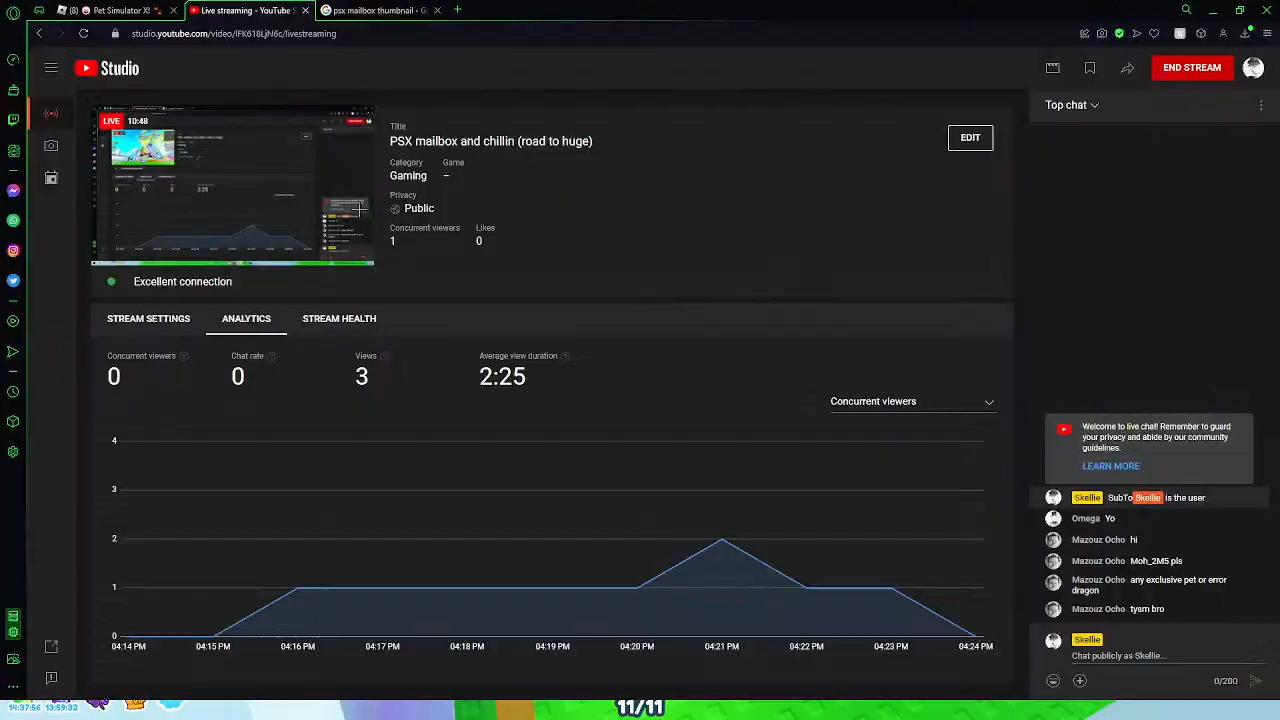 (8)
Pet Simulator X!
Live streaming - YouTube S
psx mailbox thumbnail - G
studio.youtube.com/video/lFK618LjN6c/livestreaming
Studio
END STREAM
LIVE 10:48
Title
PSX mailbox and chillin (road to huge)
EDIT
Category Game
Gaming –
Privacy
Public
Concurrent viewers Likes
1 0
Excellent connection
STREAM SETTINGS ANALYTICS STREAM HEALTH
Concurrent viewers Chat rate Views Average view duration
0 0 3 2:25
Concurrent viewers
4
3
2
1
0
04:14 PM 04:15 PM 04:16 PM 04:17 PM 04:18 PM 04:19 PM 04:20 PM 04:21 PM 04:22 PM 04:23 PM 04:24 PM
Top chat
Welcome to live chat! Remember to guard
your privacy and abide by our community
guidelines.
LEARN MORE
Skellie SubToSkellie is the user
Omega Yo
Mazouz Ocho hi
Mazouz Ocho Moh_2M5 pls
Mazouz Ocho any exclusive pet or error
dragon
Mazouz Ocho tysm bro
Skellie
Chat publicly as Skellie...
0/200
14:37:56 13:59:32
11/11